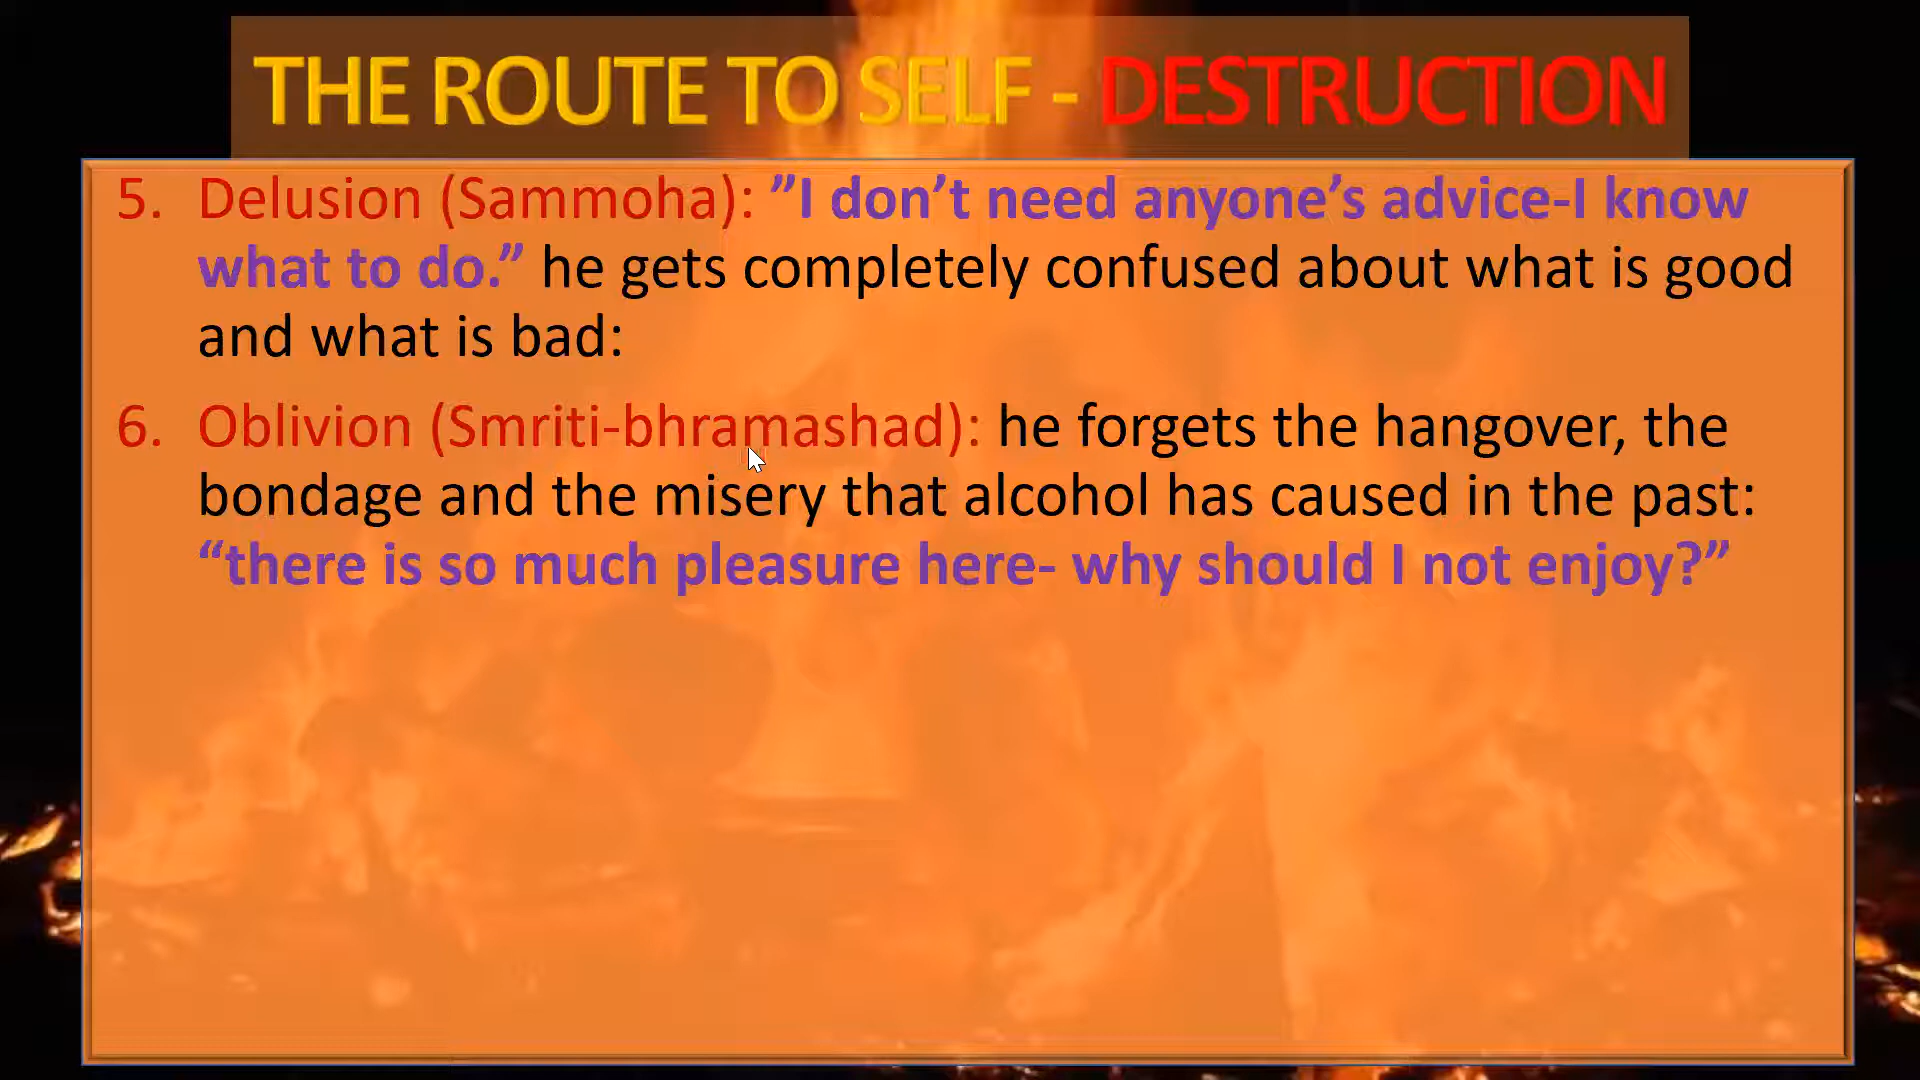 THE ROUTE TO SELF - DESTRUCTION
5. Delusion (Sammoha): ”I don’t need anyone’s advice-I know
what to do.” he gets completely confused about what is good
and what is bad:
6. Oblivion (Smriti-bhramashad): he forgets the hangover, the
bondage and the misery that alcohol has caused in the past:
“there is so much pleasure here- why should I not enjoy?”